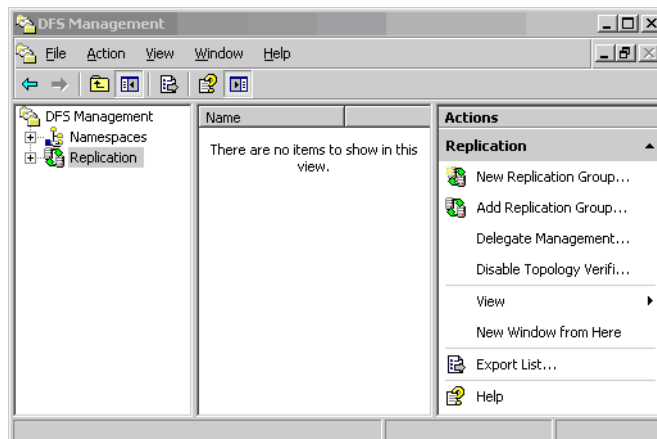 DFS Management
File Action View Window Help
DFS Management
Namespaces
Replication
Name
There are no items to show in this
view.
Actions
Replication
New Replication Group...
Add Replication Group...
Delegate Management...
Disable Topology Verifi...
View
New Window from Here
Export List...
Help